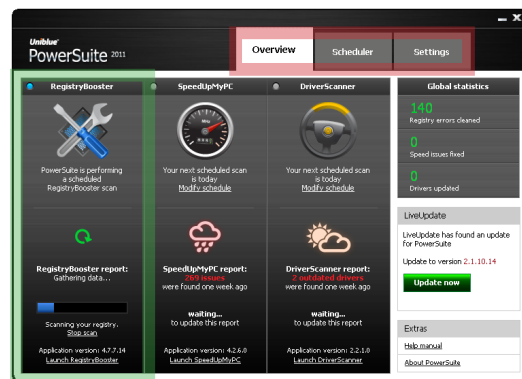 Uniblue
PowerSuite 2011
Overview
Scheduler
Settings
RegistryBooster
PowerSuite is performing
a scheduled
RegistryBooster scan
RegistryBooster report:
Gathering data...
Scanning your registry.
Stop scan
Application version: 4.7.7.14
Launch RegistryBooster
SpeedUpMyPC
Your next scheduled scan
is today
Modify schedule
SpeedUpMyPC report:
269 issues
were found one week ago
waiting...
to update this report
Application version: 4.2.6.0
Launch SpeedUpMyPC
DriverScanner
Your next scheduled scan
is today
Modify schedule
DriverScanner report:
2 outdated drivers
were found one week ago
waiting...
to update this report
Application version: 2.2.1.0
Launch DriverScanner
Global statistics
140
Registry errors cleaned
0
Speed issues fixed
0
Drivers updated
LiveUpdate
LiveUpdate has found an update
for PowerSuite
Update to version 2.1.10.14
Update now
Extras
Help manual
About PowerSuite